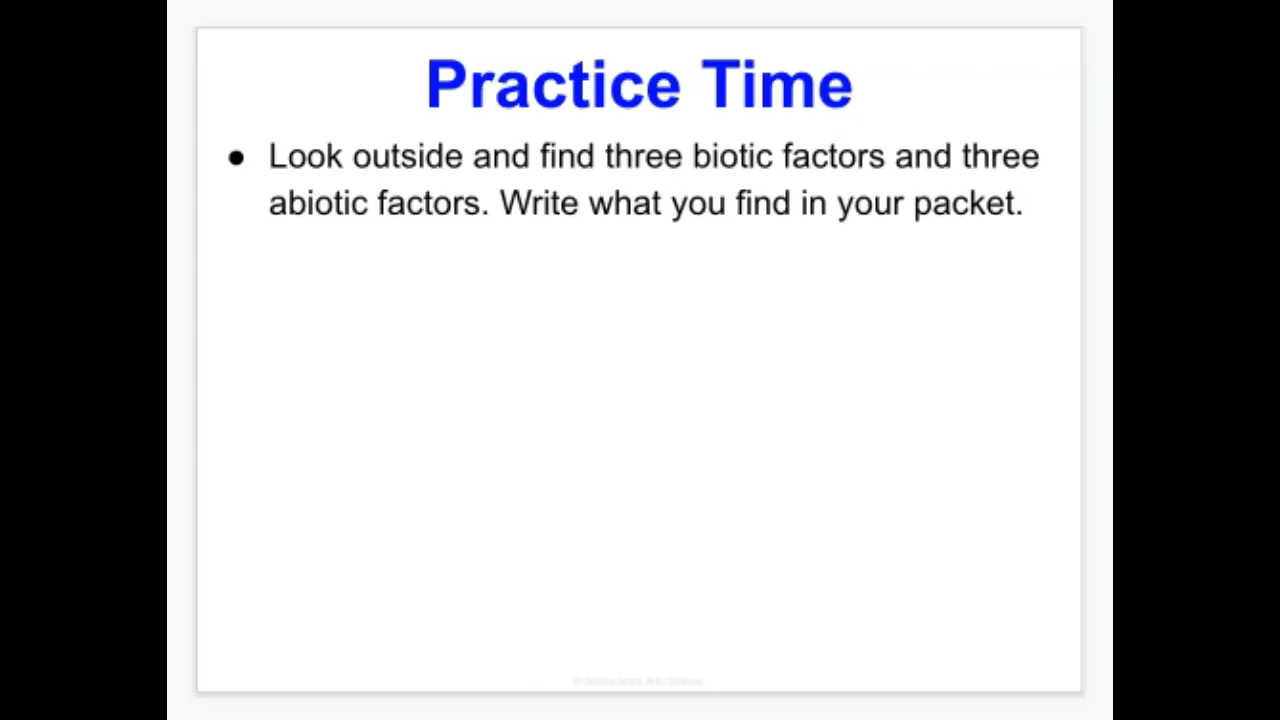 Practice Time
● Look outside and find three biotic factors and three
abiotic factors. Write what you find in your packet.